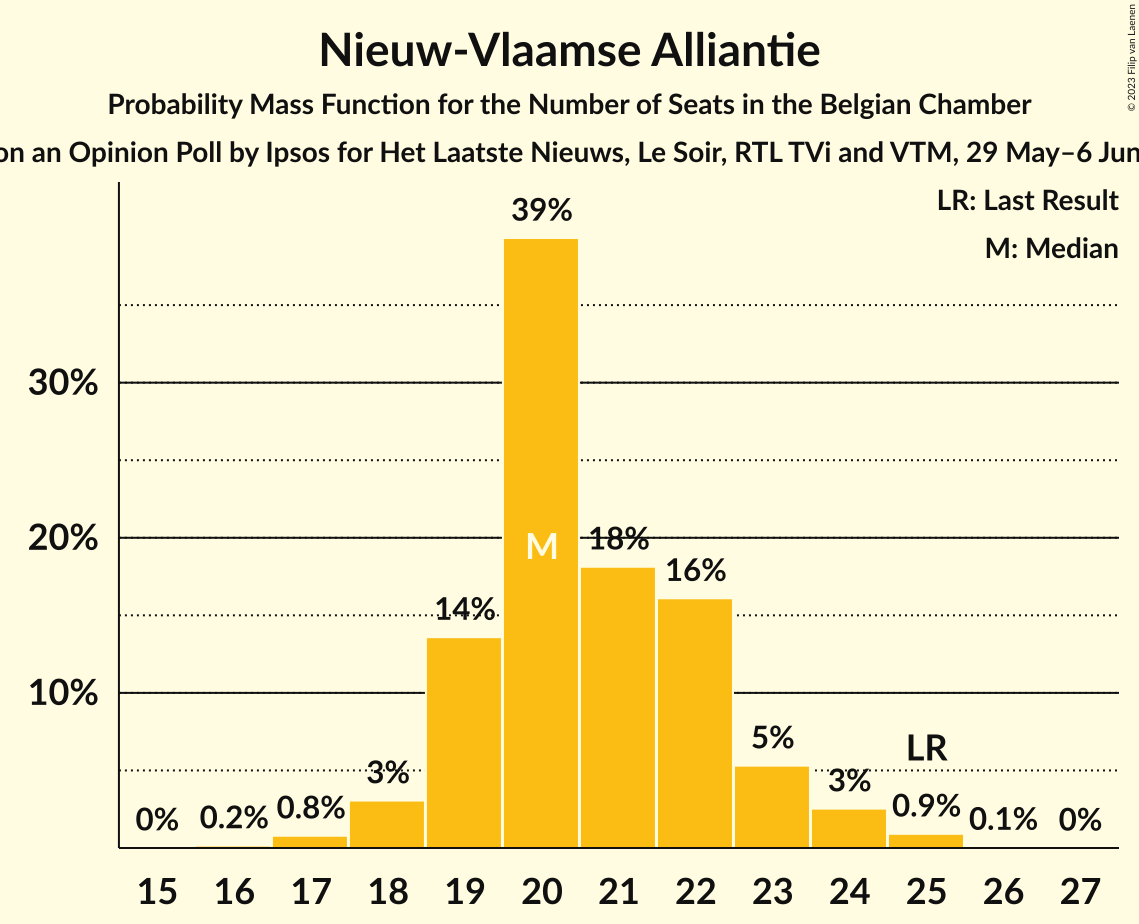 Nieuw-Vlaamse Alliantie
Probability Mass Function for the Number of Seats in the Belgian Chamber
on an Opinion Poll by Ipsos for Het Laatste Nieuws, Le Soir, RTL TVi and VTM, 29 May–6 Jun
© 2023 Filip van Laenen
LR: Last Result
M: Median
39%
30%
20%
10%
M
18%
16%
14%
5%
LR
3%
3%
0%
0.2%
0.8%
0.9%
0.1%
0%
15 16 17 18 19 20 21 22 23 24 25 26 27